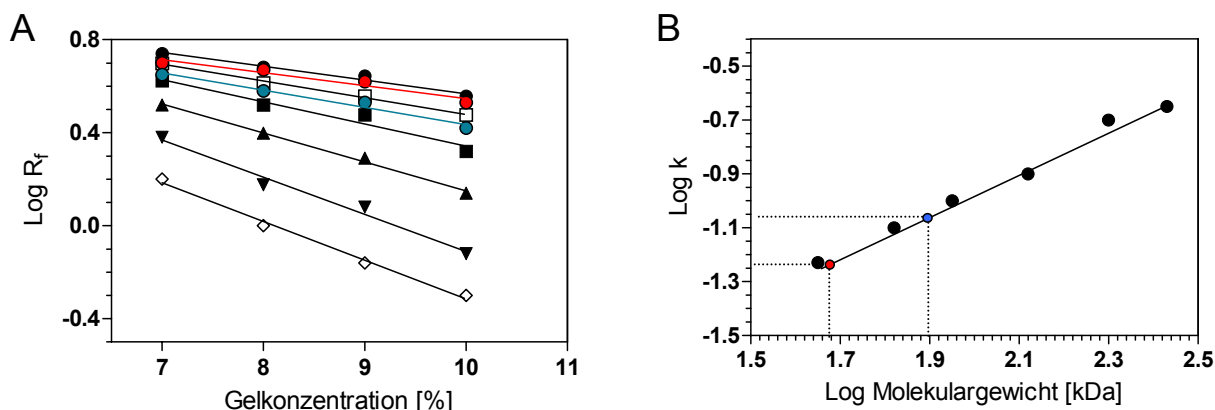 A
Log Rf
0.8
0.4
0.0
-0.4
7 8 9 10 11
Gelkonzentration [%]
B
Log k
-0.5
-0.7
-0.9
-1.1
-1.3
-1.5
1.5 1.7 1.9 2.1 2.3 2.5
Log Molekulargewicht [kDa]